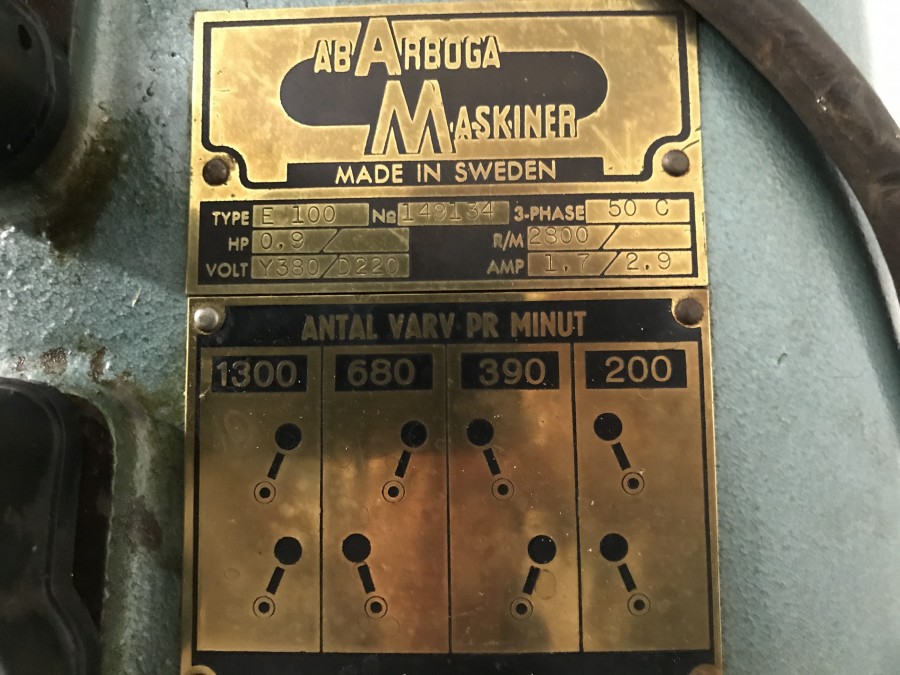 AB ARBOGA
MASKINER
MADE IN SWEDEN
TYPE E 100 No 149134 3-PHASE 50 C
HP 0.9 / R/M 2800 /
VOLT Y380/D220 AMP 1.7/2.9
ANTAL VARV PR MINUT
1300 680 390 200